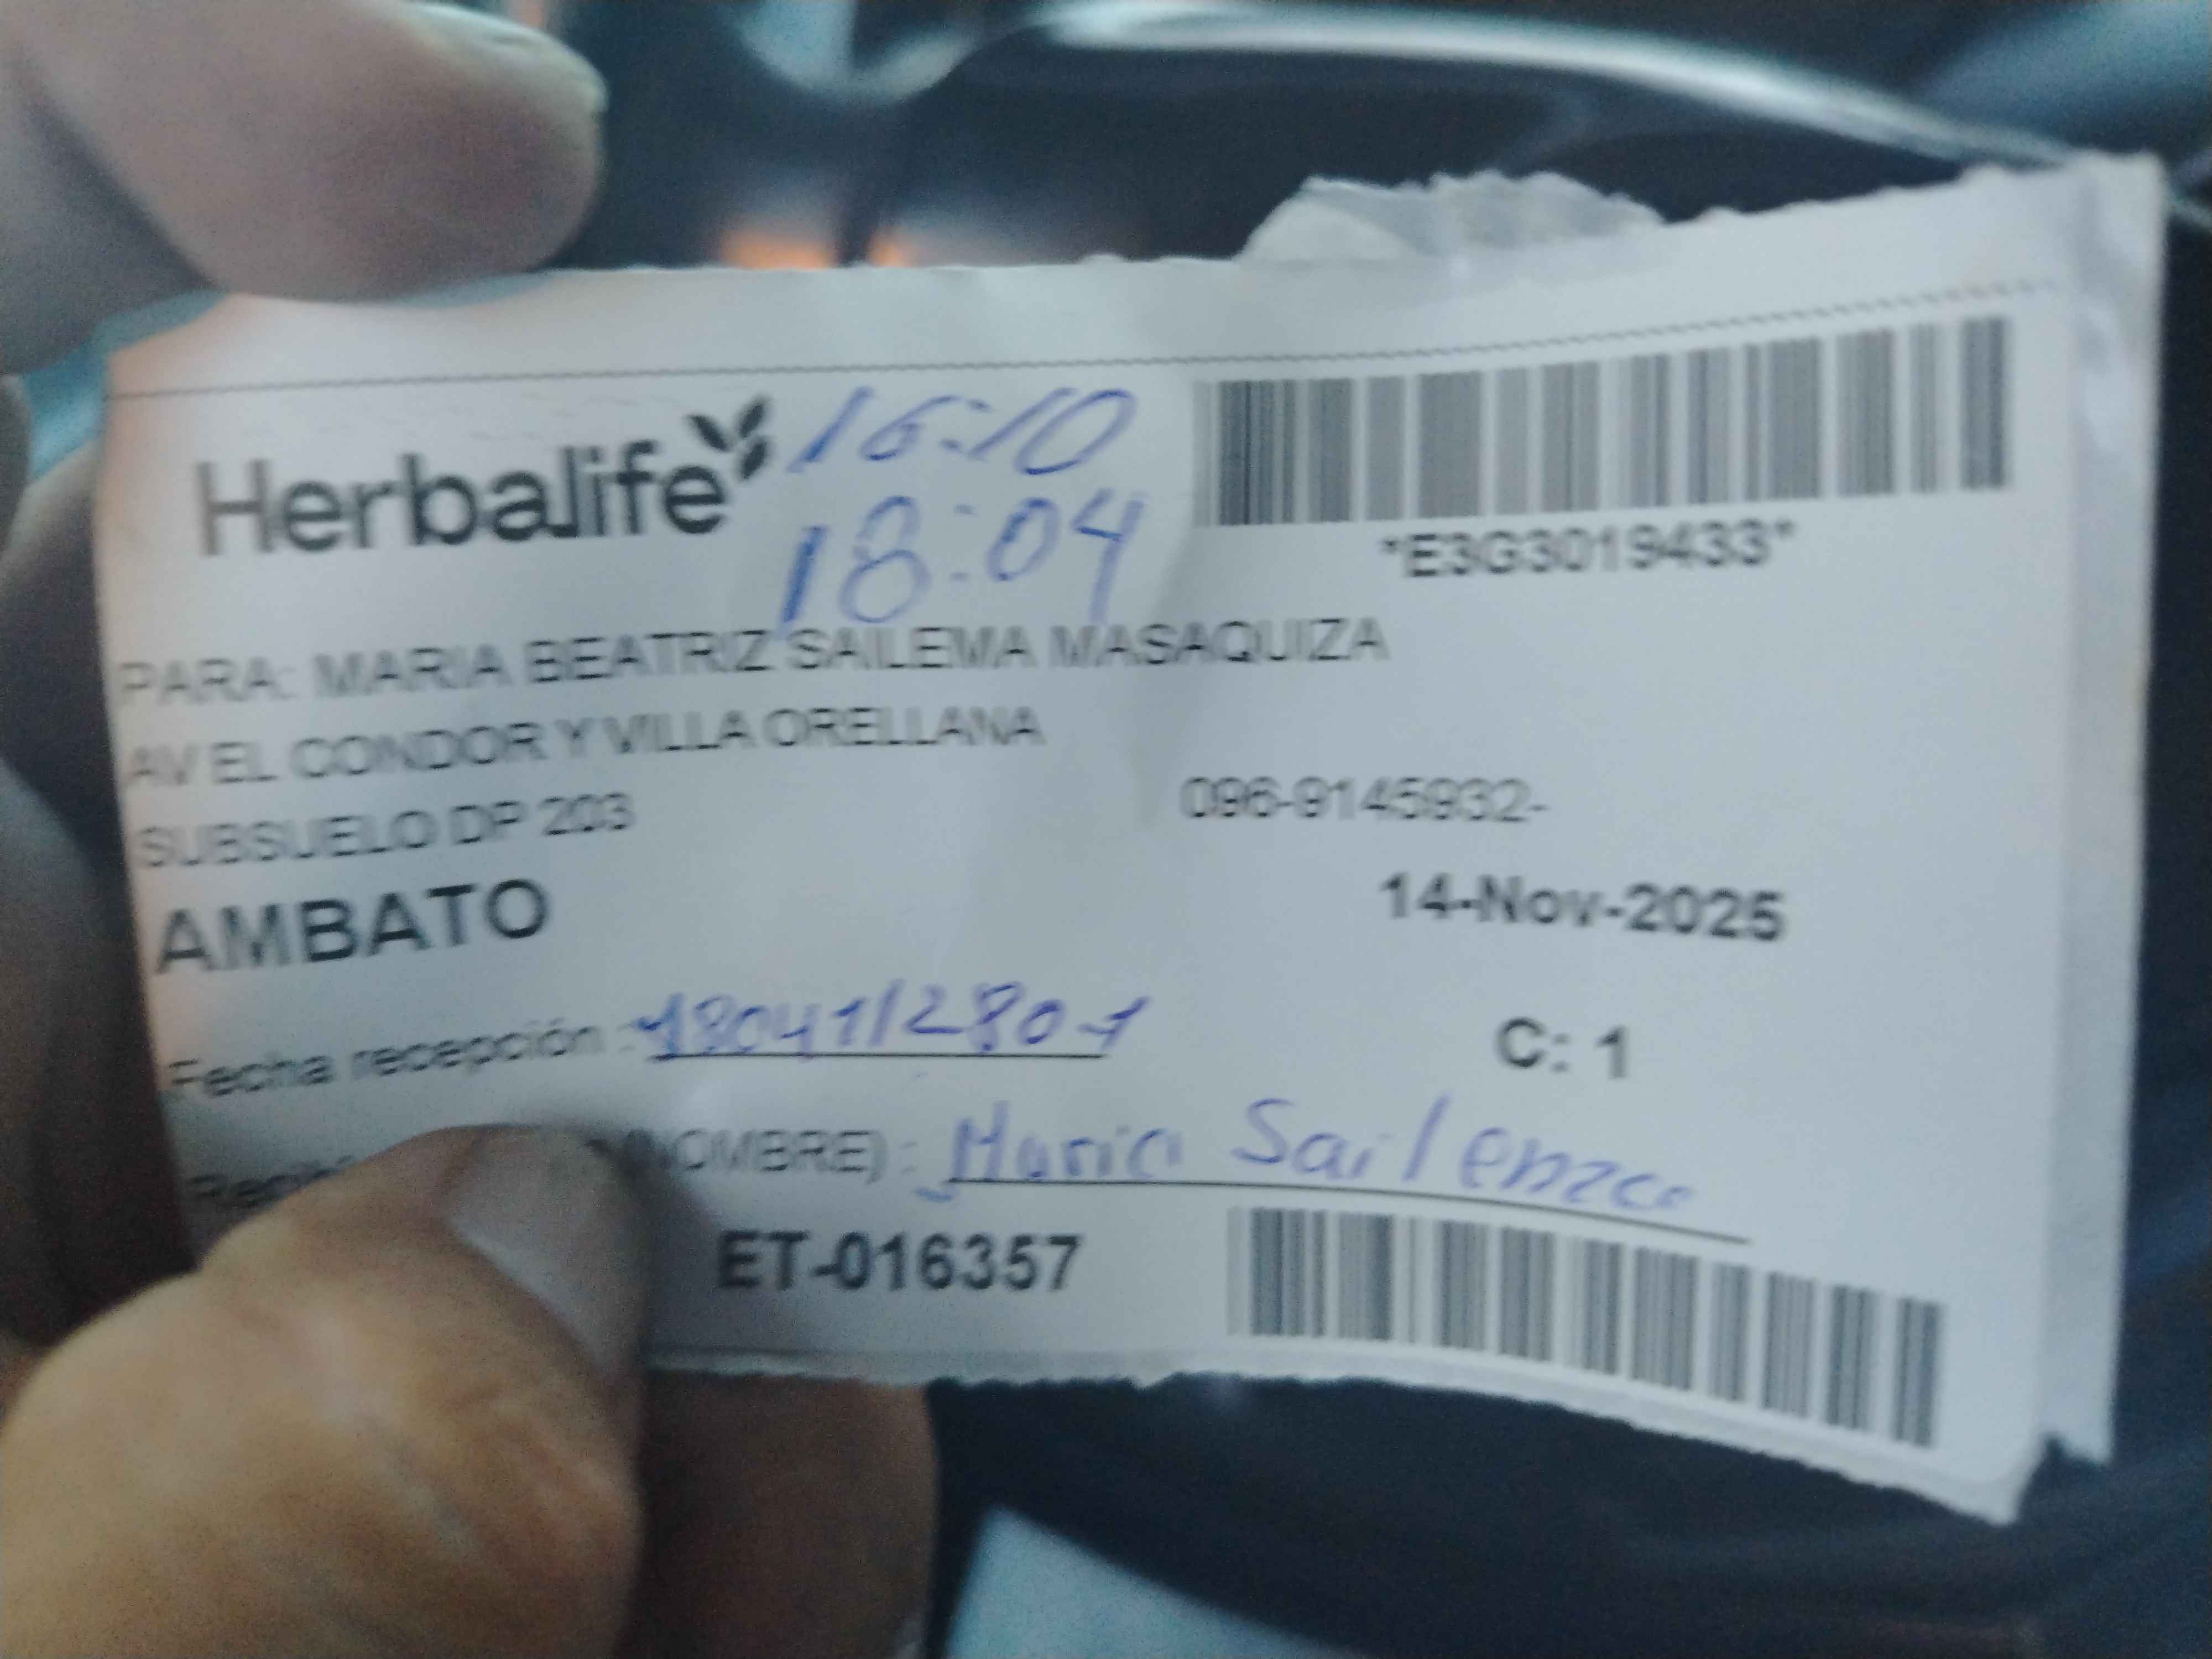 Herbalife
16:10
18:04
*E3G3019433*
PARA: MARIA BEATRIZ SAILEMA MASAQUIZA
AV EL CONDOR Y VILLA ORELLANA
SUBSUELO DP 203
096-9145932-
AMBATO
14-Nov-2025
Fecha recepción :
C: 1
NOMBRE) : Maria Sailema
ET-016357